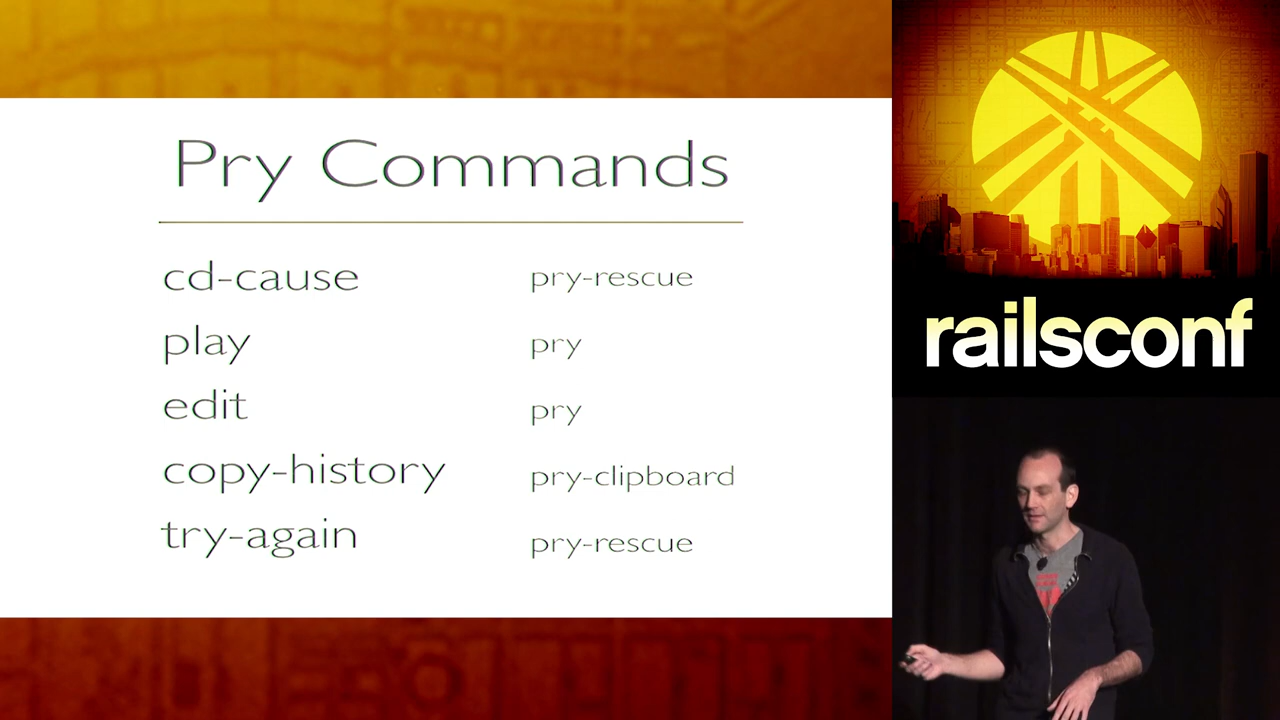 Pry Commands
cd-cause pry-rescue
play pry
edit pry
copy-history pry-clipboard
try-again pry-rescue
railsconf